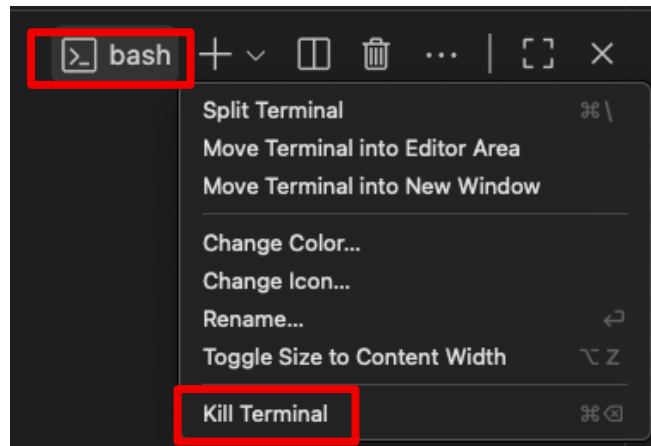 bash
Split Terminal ⌘\
Move Terminal into Editor Area
Move Terminal into New Window
Change Color...
Change Icon...
Rename... ⏎
Toggle Size to Content Width ⌥ Z
Kill Terminal ⌘⌫